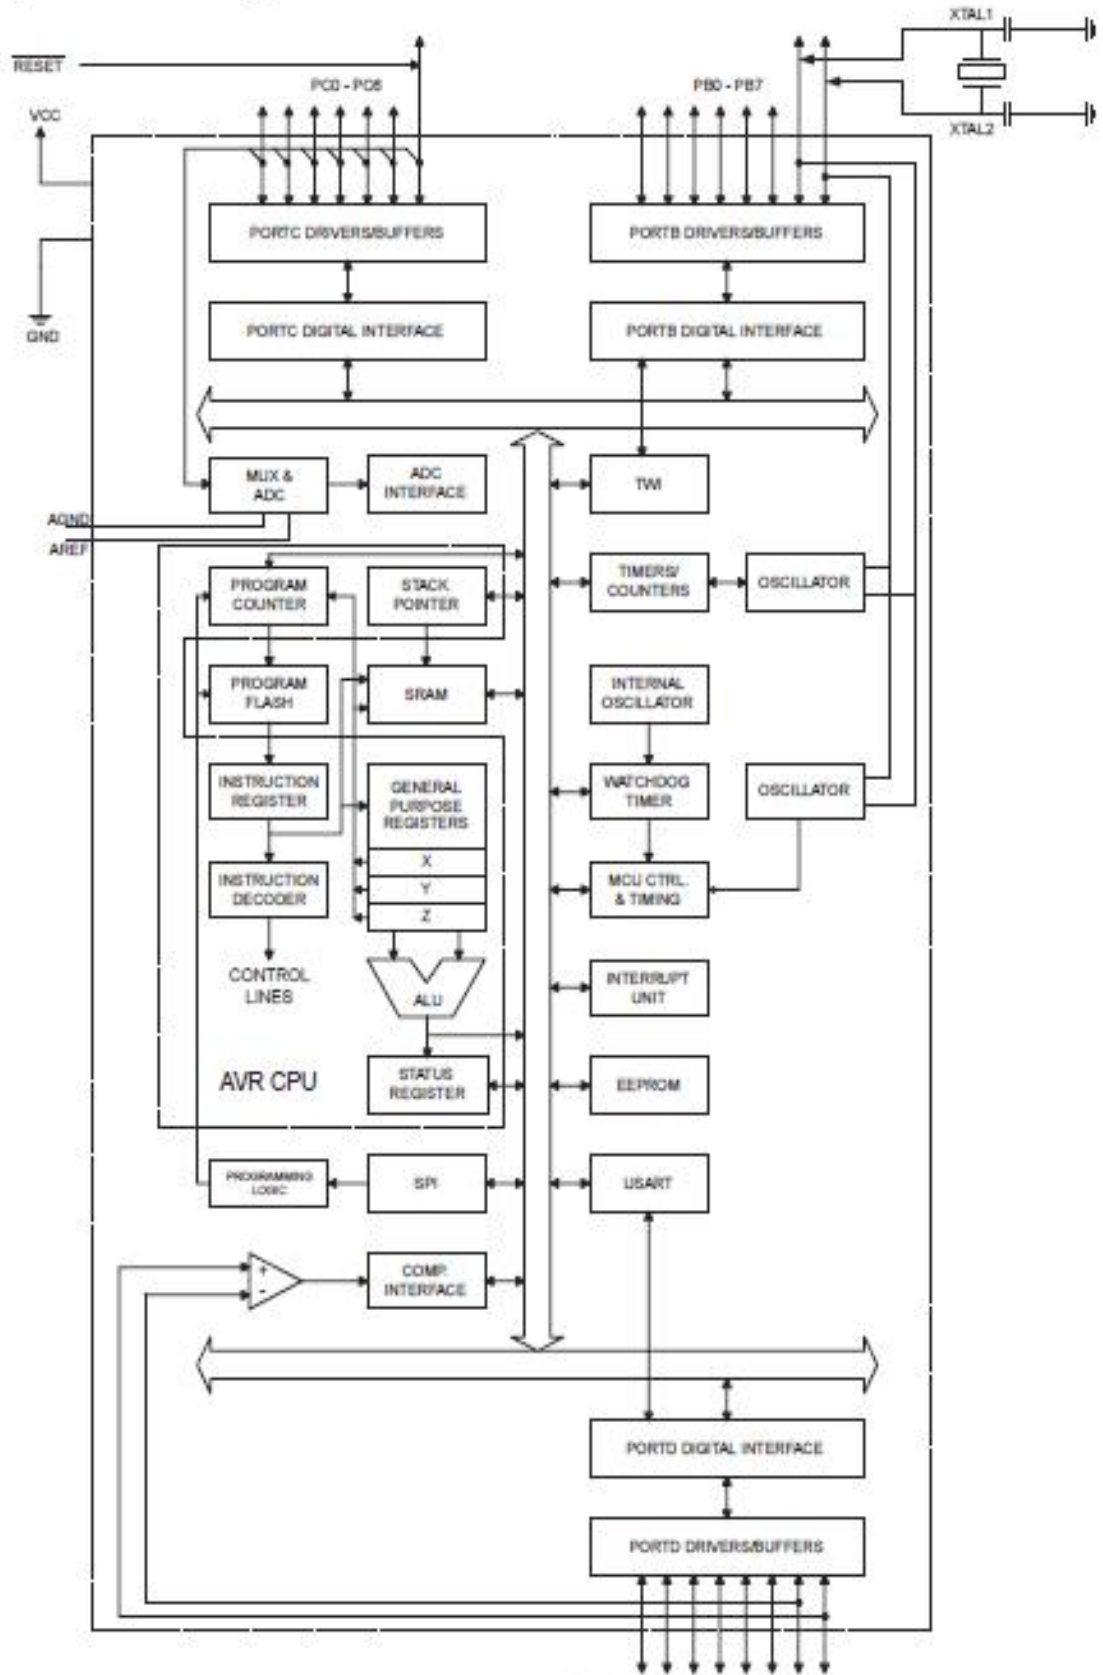 XTAL1
RESET
PC0 - PC6
PB0 - PB7
VCC
XTAL2
PORTC DRIVERS/BUFFERS
PORTB DRIVERS/BUFFERS
PORTC DIGITAL INTERFACE
PORTB DIGITAL INTERFACE
GND
MUX &
ADC
ADC
INTERFACE
TWI
AGND
AREF
PROGRAM
COUNTER
STACK
POINTER
TIMERS/
COUNTERS
OSCILLATOR
PROGRAM
FLASH
SRAM
INTERNAL
OSCILLATOR
INSTRUCTION
REGISTER
GENERAL
PURPOSE
REGISTERS
WATCHDOG
TIMER
OSCILLATOR
X
Y
Z
INSTRUCTION
DECODER
MCU CTRL.
& TIMING
CONTROL
LINES
ALU
INTERRUPT
UNIT
AVR CPU
STATUS
REGISTER
EEPROM
PROGRAMMING
LOGIC
SPI
USART
+
-
COMP.
INTERFACE
PORTD DIGITAL INTERFACE
PORTD DRIVERS/BUFFERS